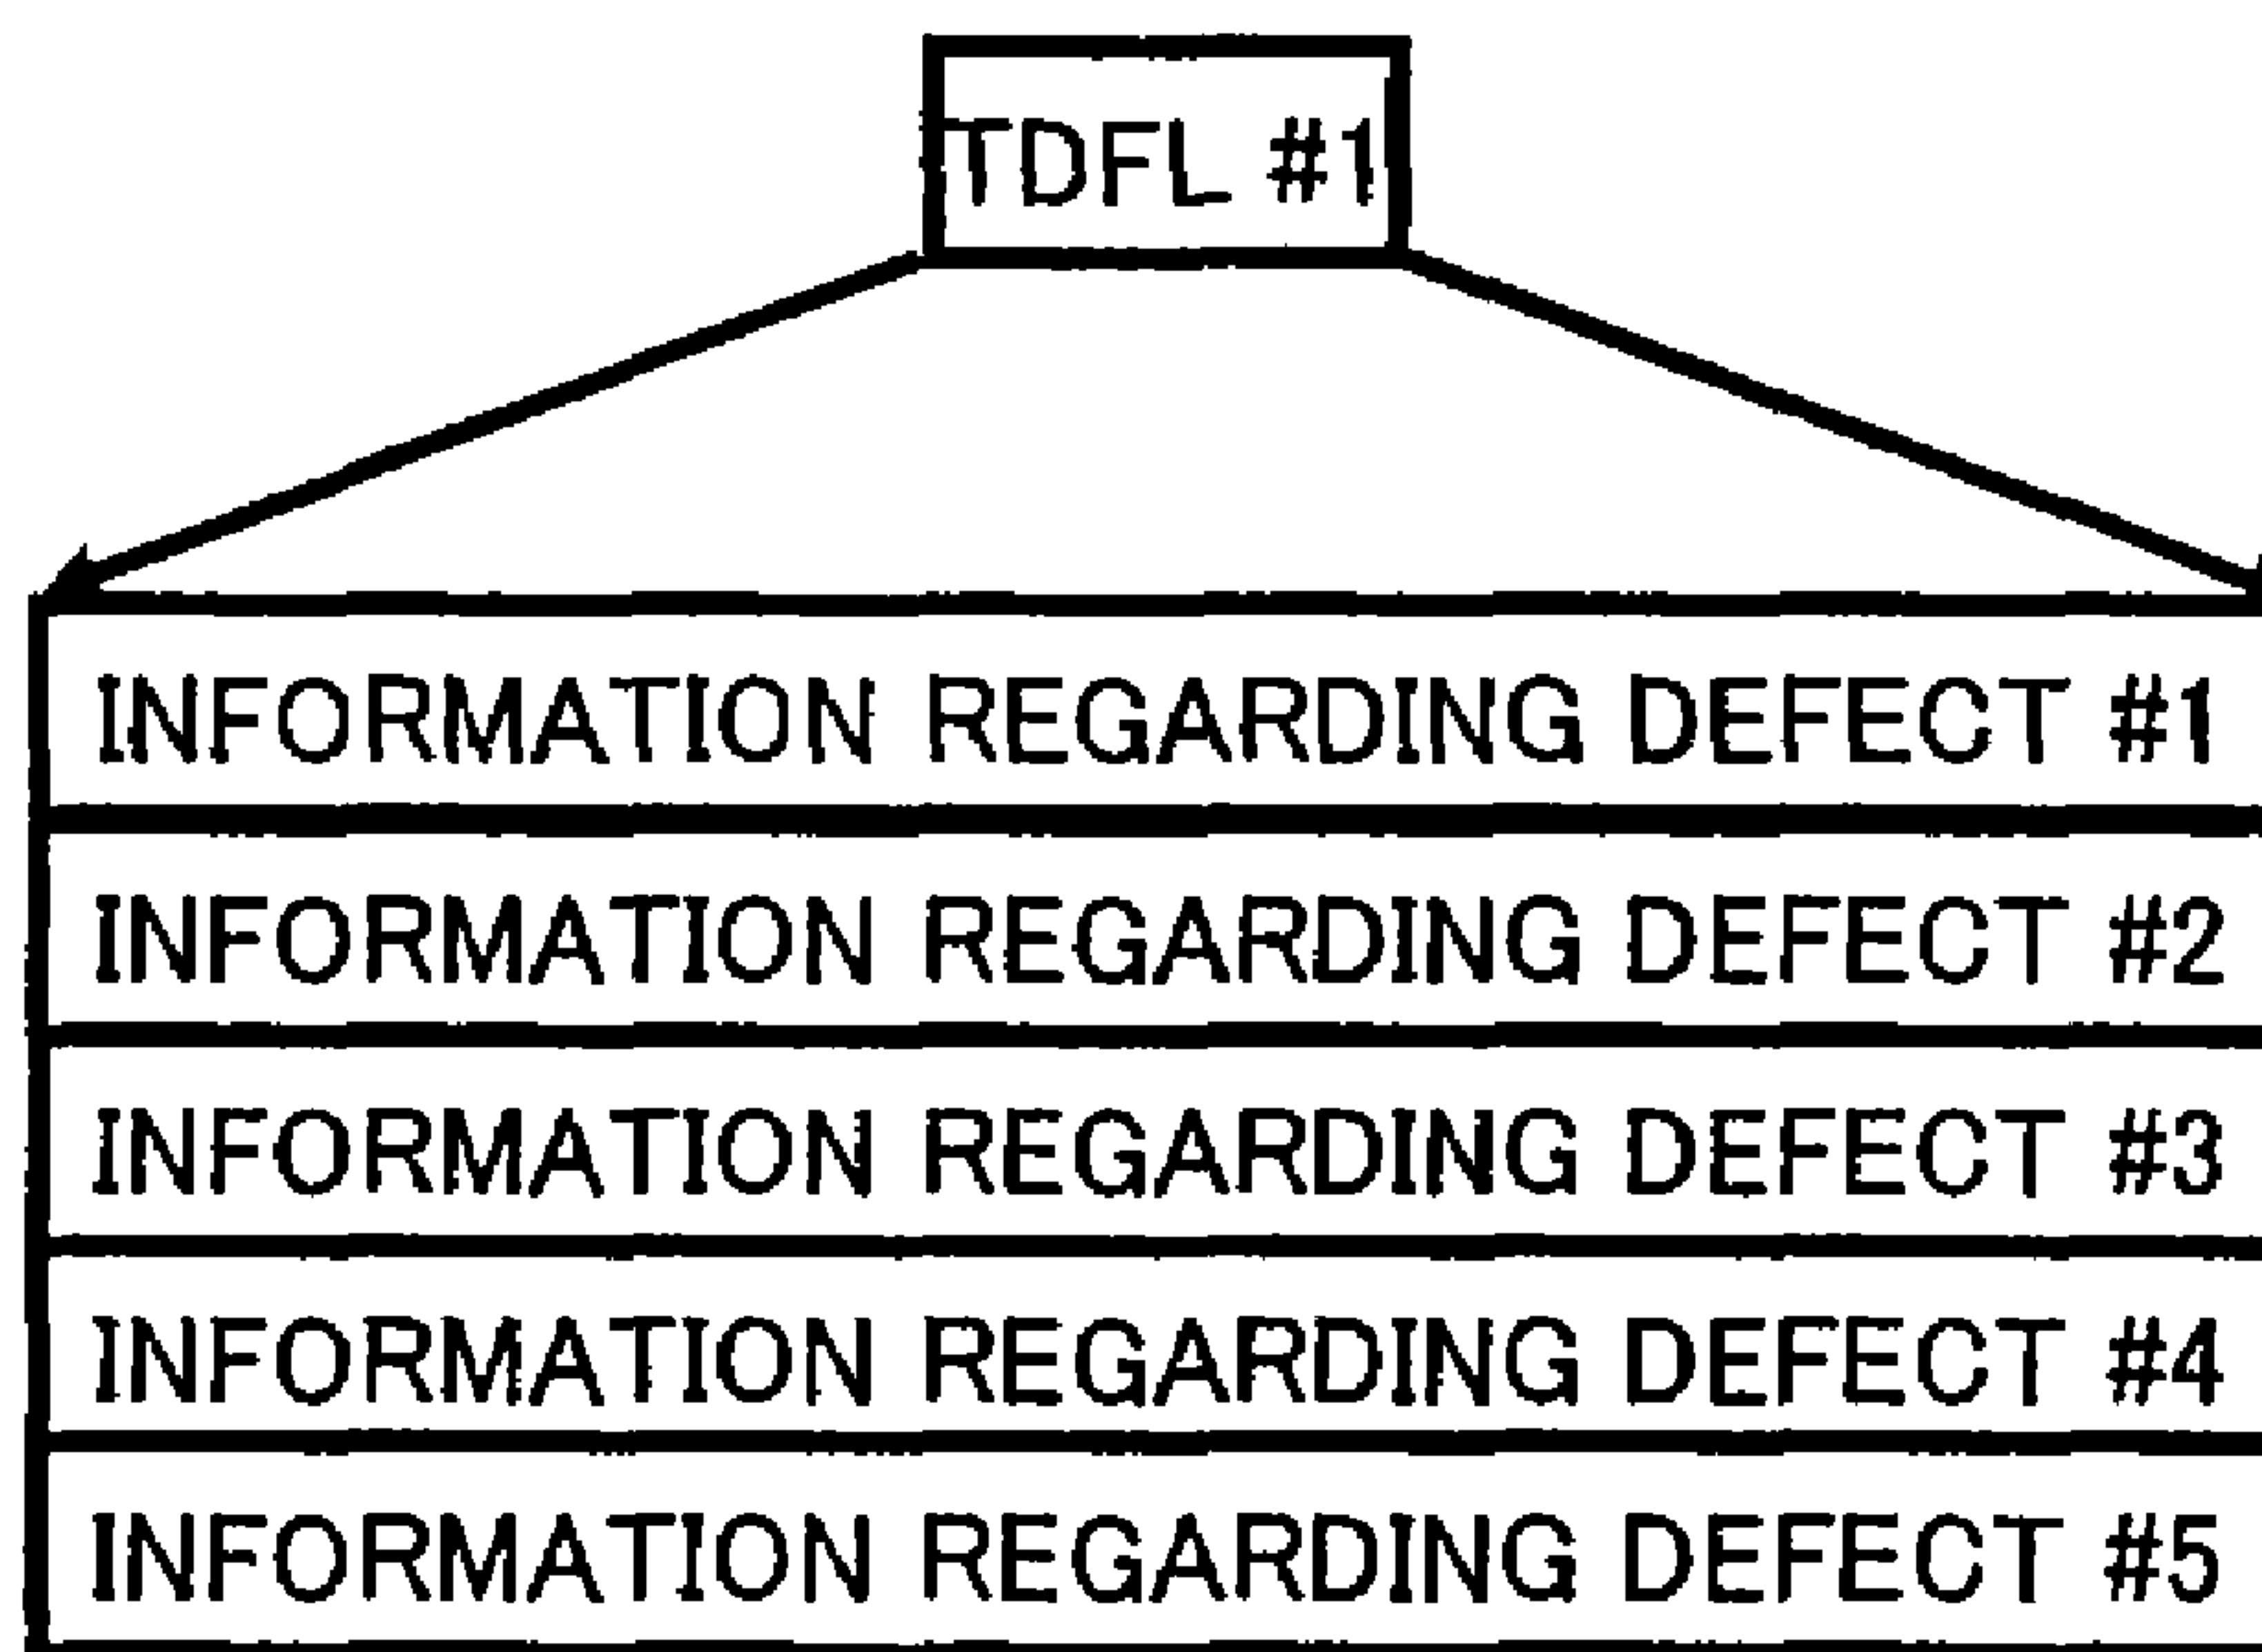 TDFL #1
INFORMATION REGARDING DEFECT #1
INFORMATION REGARDING DEFECT #2
INFORMATION REGARDING DEFECT #3
INFORMATION REGARDING DEFECT #4
INFORMATION REGARDING DEFECT #5